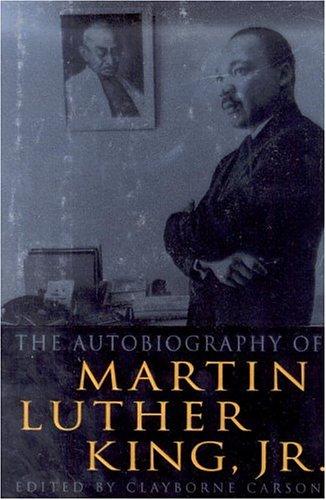 THE AUTOBIOGRAPHY OF
MARTIN
LUTHER
KING, JR.
EDITED BY CLAYBORNE CARSON